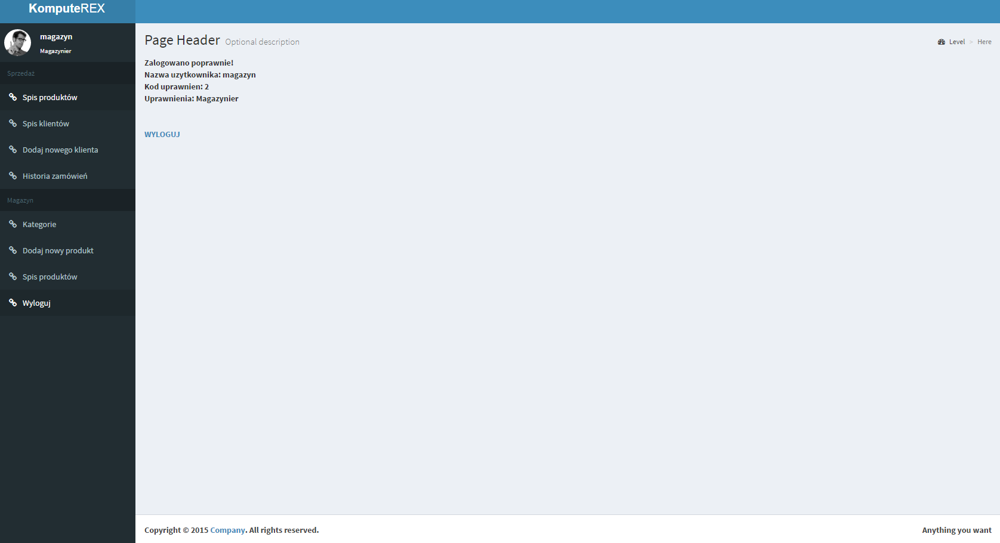 KomputeREX
magazyn
Magazynier
Sprzedaż
Spis produktów
Spis klientów
Dodaj nowego klienta
Historia zamówień
Magazyn
Kategorie
Dodaj nowy produkt
Spis produktów
Wyloguj
Page Header Optional description
Level > Here
Zalogowano poprawnie!
Nazwa uzytkownika: magazyn
Kod uprawnien: 2
Uprawnienia: Magazynier
WYLOGUJ
Copyright © 2015 Company. All rights reserved.
Anything you want